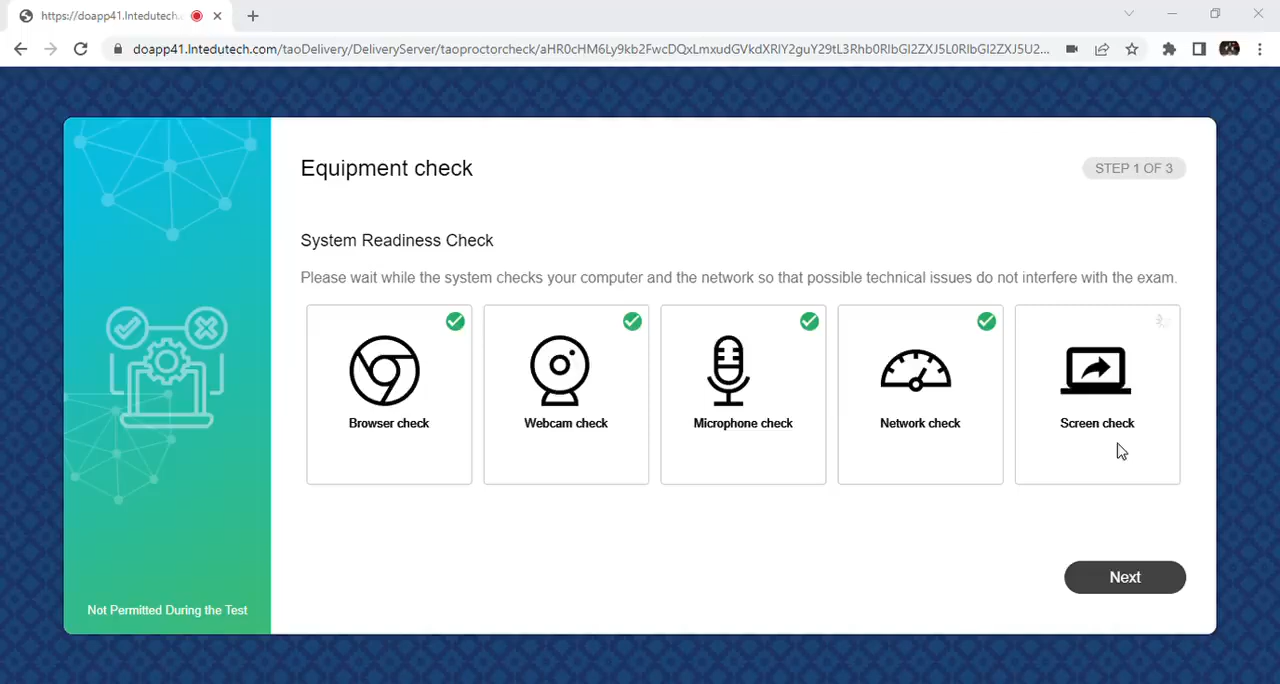 https://doapp41.lntedutech.
doapp41.lntedutech.com/taoDelivery/DeliveryServer/taoproctorcheck/aHR0cHM6Ly9kb2FwcDQxLmxudGVkdXRlY2guY29tL3Rhb0RlbGl2ZXJ5L0RlbGl2ZXJ5U2...
Equipment check
STEP 1 OF 3
System Readiness Check
Please wait while the system checks your computer and the network so that possible technical issues do not interfere with the exam.
Browser check
Webcam check
Microphone check
Network check
Screen check
Next
Not Permitted During the Test